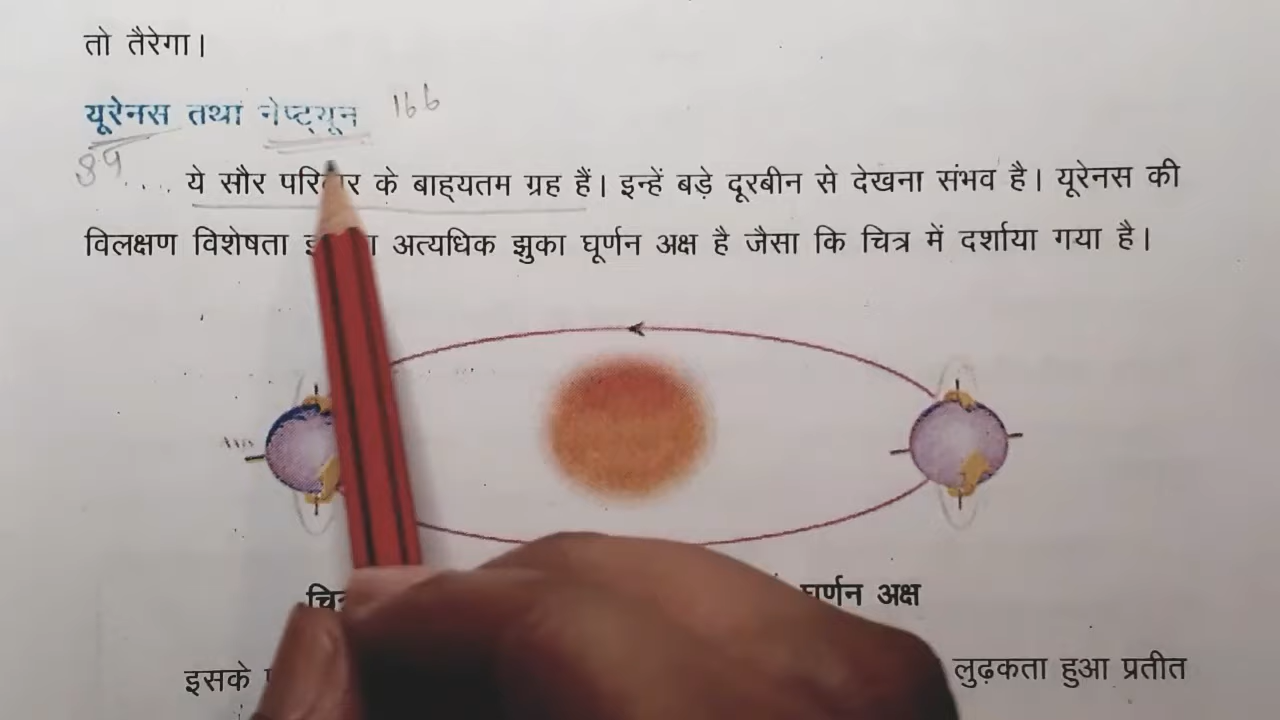 तो तैरेगा।
यूरेनस तथा नेप्ट्यून 166
84
ये सौर परिवार के बाह्यतम ग्रह हैं। इन्हें बड़े दूरबीन से देखना संभव है। यूरेनस की
विलक्षण विशेषता अत्यधिक झुका घूर्णन अक्ष है जैसा कि चित्र में दर्शाया गया है।
घूर्णन अक्ष
इसके लुढ़कता हुआ प्रतीत